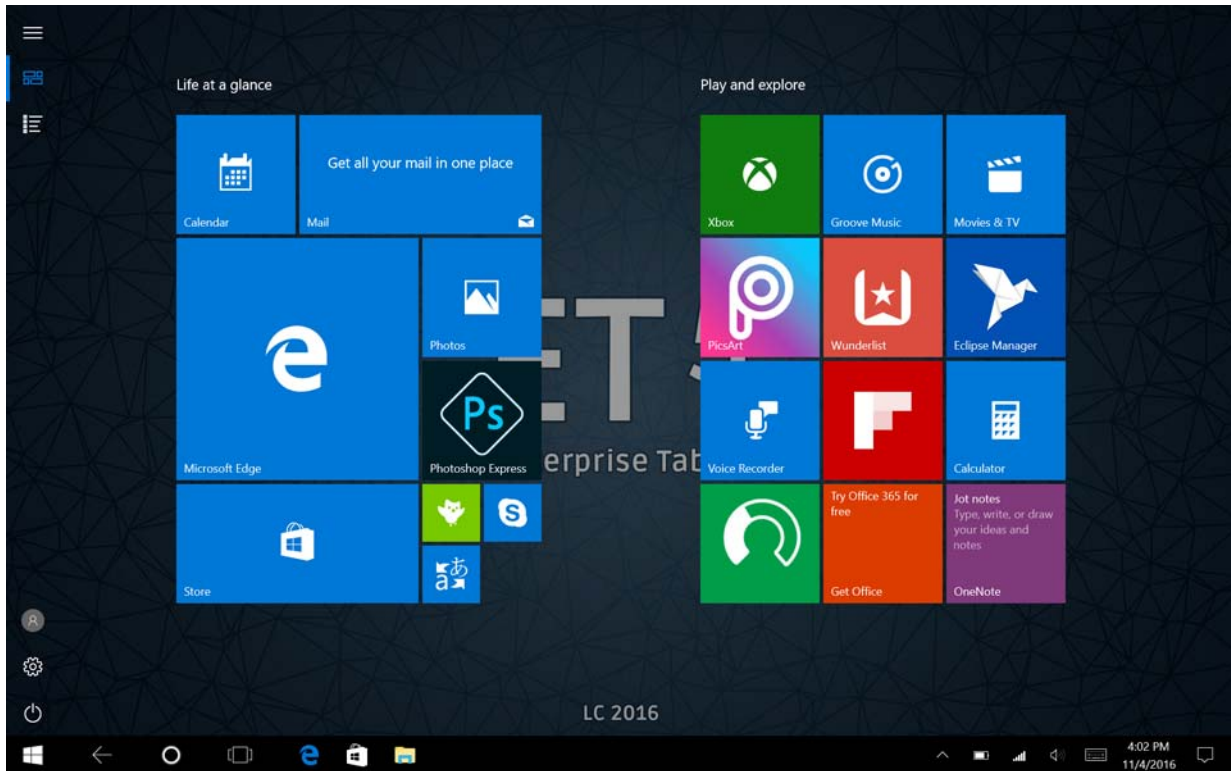 Life at a glance
Play and explore
Get all your mail in one place
Calendar
Mail
Xbox
Groove Music
Movies & TV
Photos
PicsArt
Wunderlist
Eclipse Manager
ET
Ps
Microsoft Edge
Photoshop Express
erprise Tab
Voice Recorder
Calculator
Store
Try Office 365 for
free
Get Office
Jot notes
Type, write, or draw
your ideas and
notes
OneNote
aあ
LC 2016
4:02 PM
11/4/2016